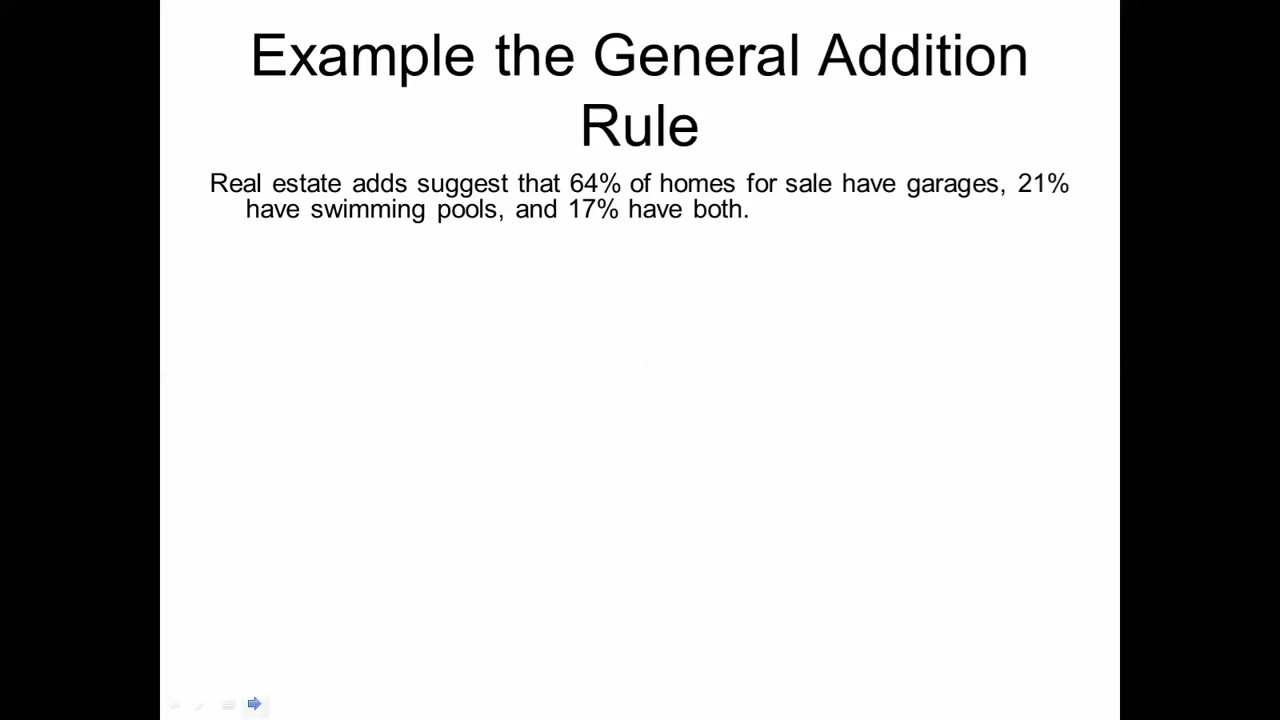 Example the General Addition
Rule
Real estate adds suggest that 64% of homes for sale have garages, 21%
have swimming pools, and 17% have both.